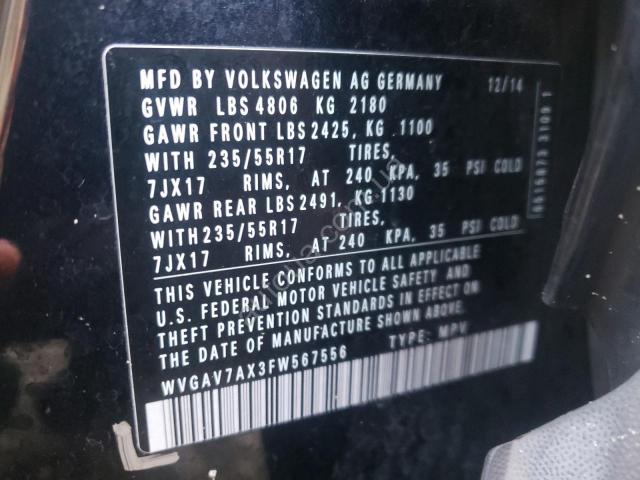 MFD BY VOLKSWAGEN AG GERMANY 12/14
GVWR LBS 4806 KG 2180
GAWR FRONT LBS 2425, KG 1100
WITH 235/55R17 TIRES,
7JX17 RIMS, AT 240 KPA, 35 PSI COLD
GAWR REAR LBS 2491, KG 1130
WITH 235/55R17 TIRES,
7JX17 RIMS, AT 240 KPA, 35 PSI COLD
THIS VEHICLE CONFORMS TO ALL APPLICABLE
U.S. FEDERAL MOTOR VEHICLE SAFETY AND
THEFT PREVENTION STANDARDS IN EFFECT ON
THE DATE OF MANUFACTURE SHOWN ABOVE.
WVGAV7AX3FW567556 TYPE: MPV